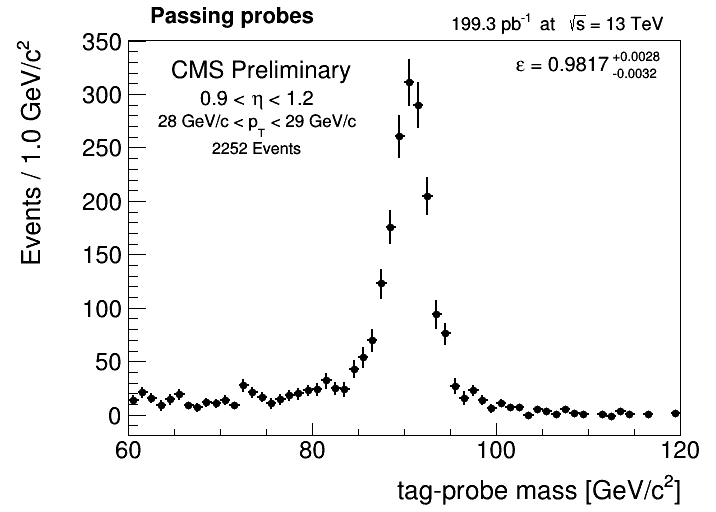 Passing probes
199.3 pb⁻¹ at √s = 13 TeV
Events / 1.0 GeV/c²
350
300
250
200
150
100
50
0
CMS Preliminary
0.9 < η < 1.2
28 GeV/c < p_T < 29 GeV/c
2252 Events
ε = 0.9817 +0.0028
-0.0032
60 80 100 120
tag-probe mass [GeV/c²]